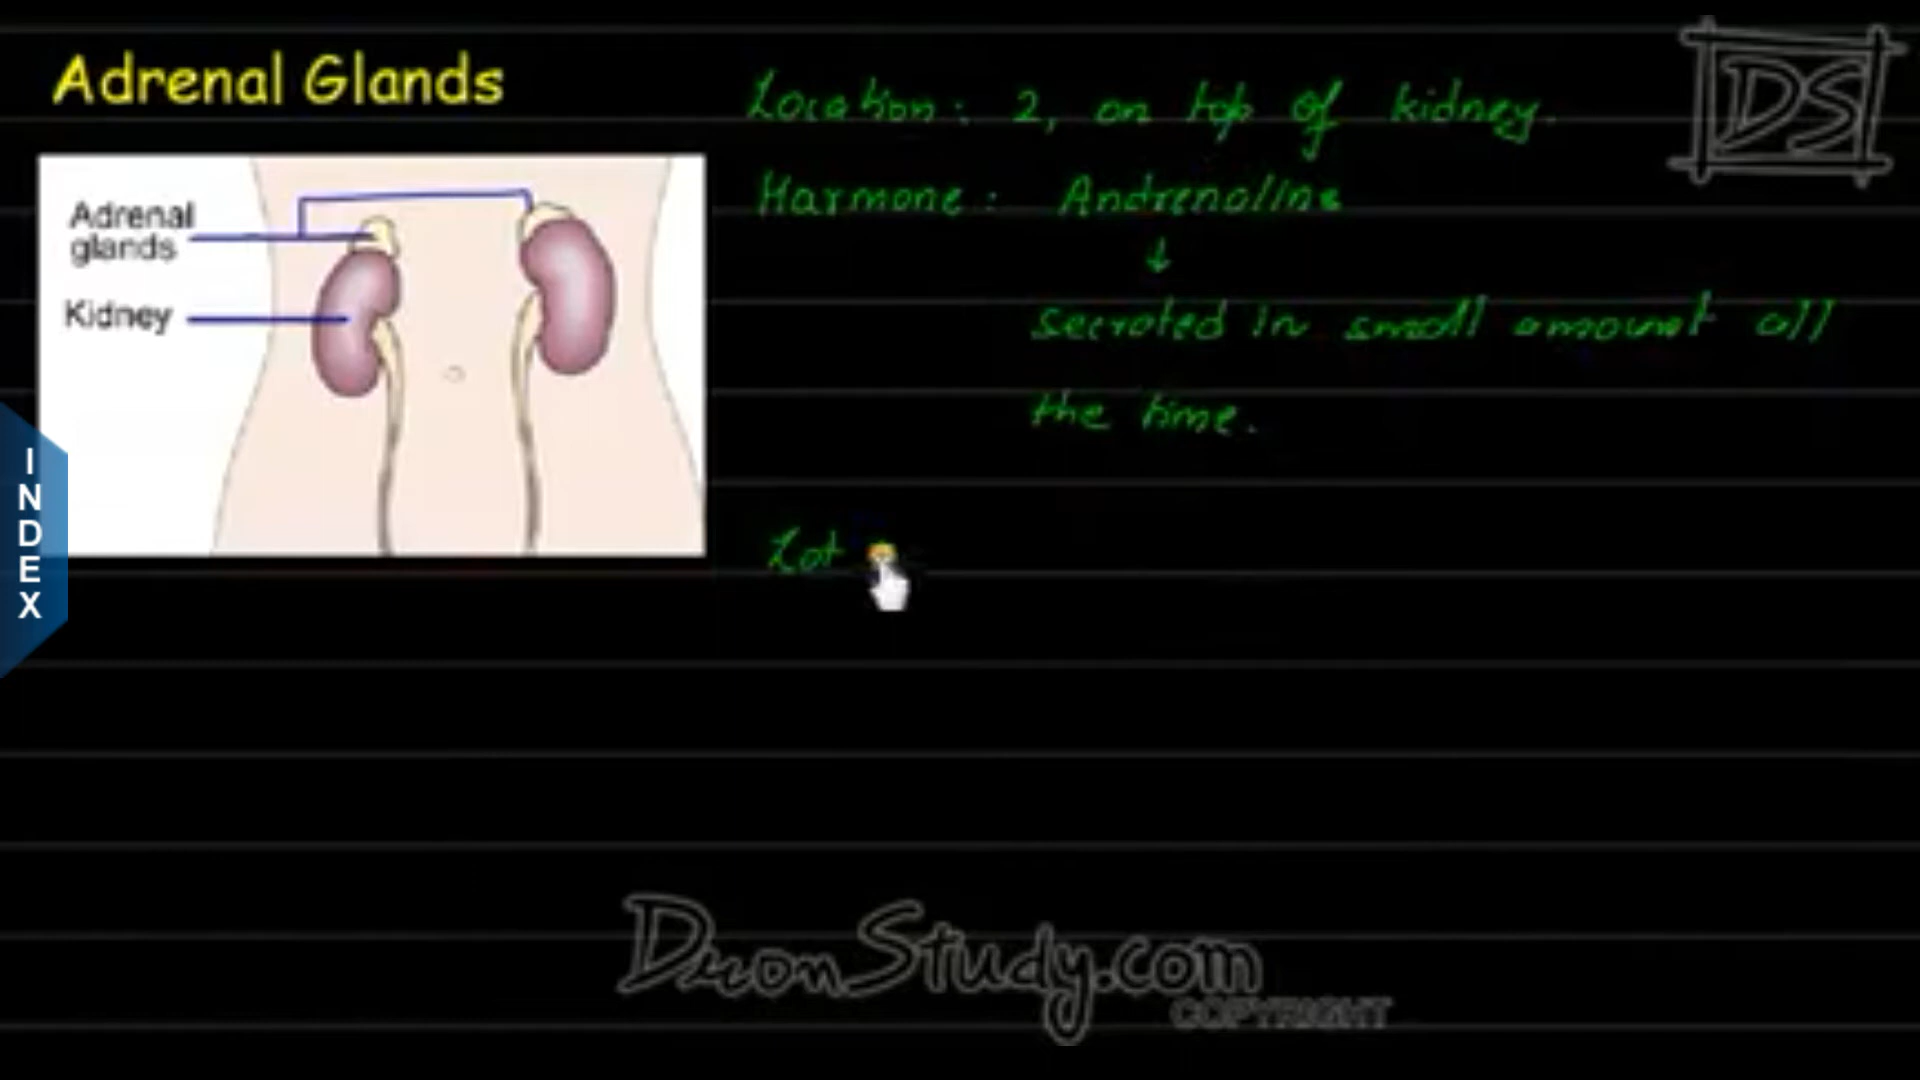 Adrenal Glands
Location: 2, on top of kidney.
Harmone: Andrenaline
↓
secreted in small amount all
the time.
Lot
Adrenal
glands
Kidney
INDEX
DS
DronStudy.com
COPYRIGHT